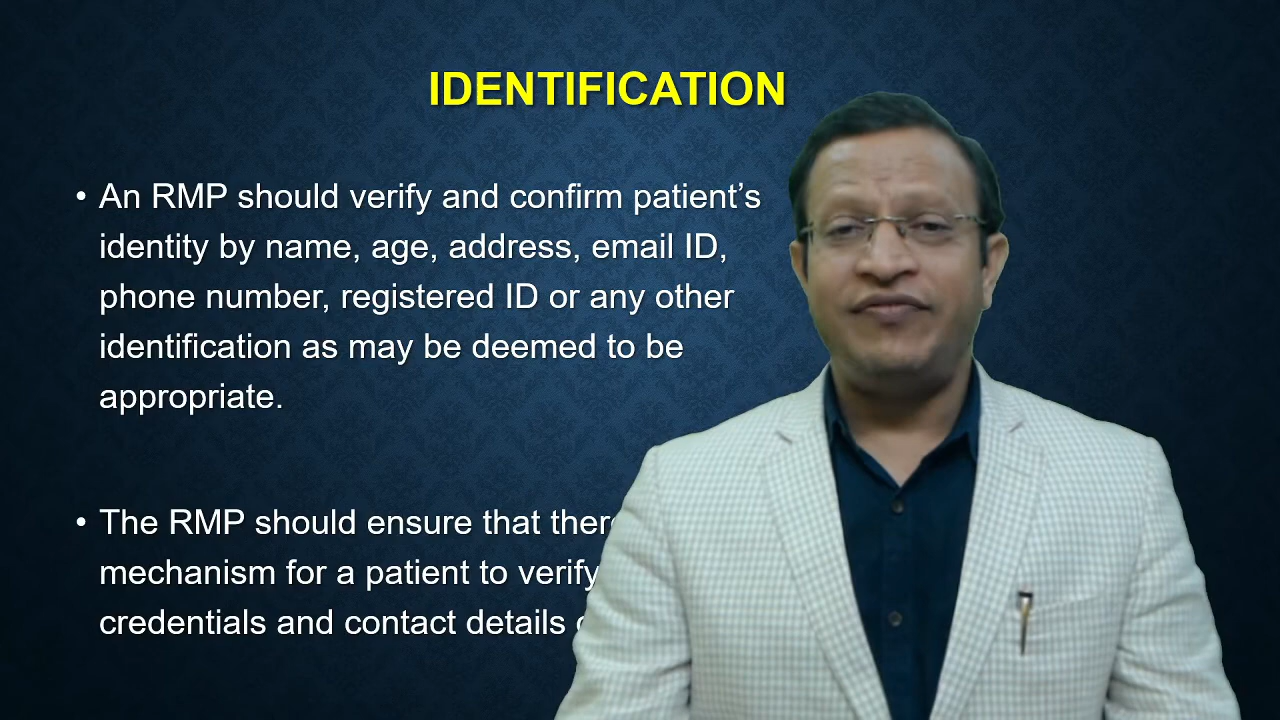 IDENTIFICATION
• An RMP should verify and confirm patient’s
identity by name, age, address, email ID,
phone number, registered ID or any other
identification as may be deemed to be
appropriate.
• The RMP should ensure that
mechanism for a patient to verify
credentials and contact details